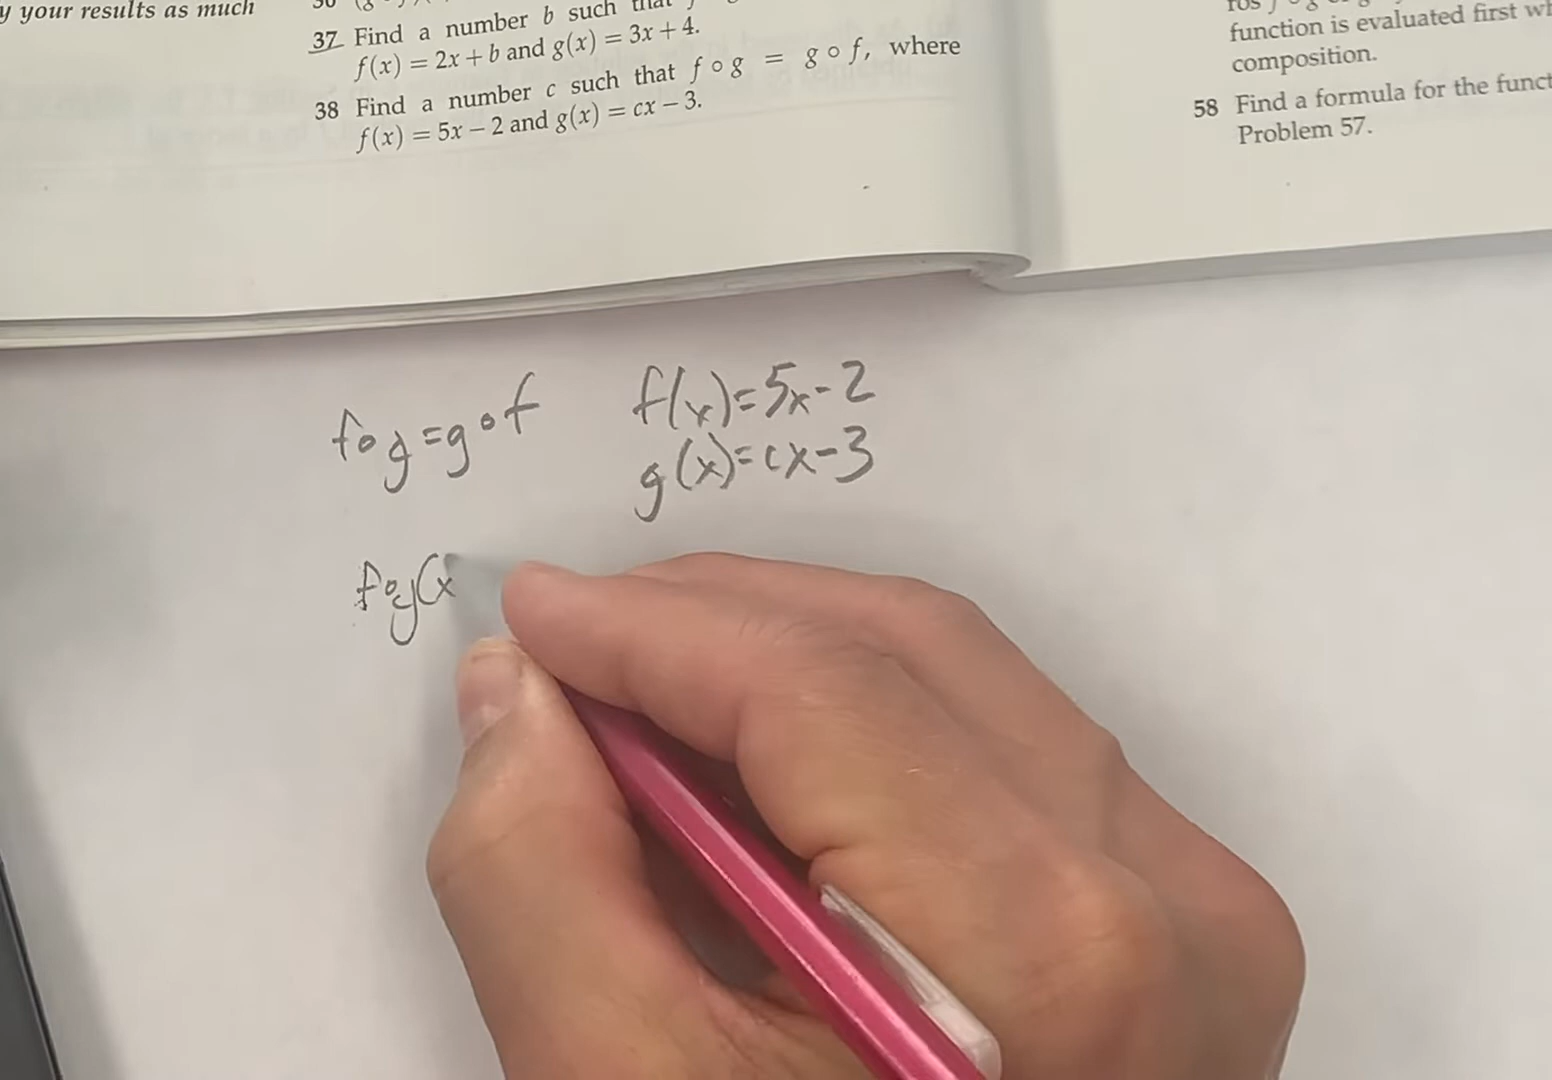 y your results as much
37 Find a number b such that
f(x) = 2x + b and g(x) = 3x + 4.
38 Find a number c such that f ∘ g = g ∘ f, where
f(x) = 5x − 2 and g(x) = cx − 3.
function is evaluated first wh
composition.
58 Find a formula for the funct
Problem 57.
f∘g=g∘f
f(x)=5x-2
g(x)=cx-3
f∘g(x